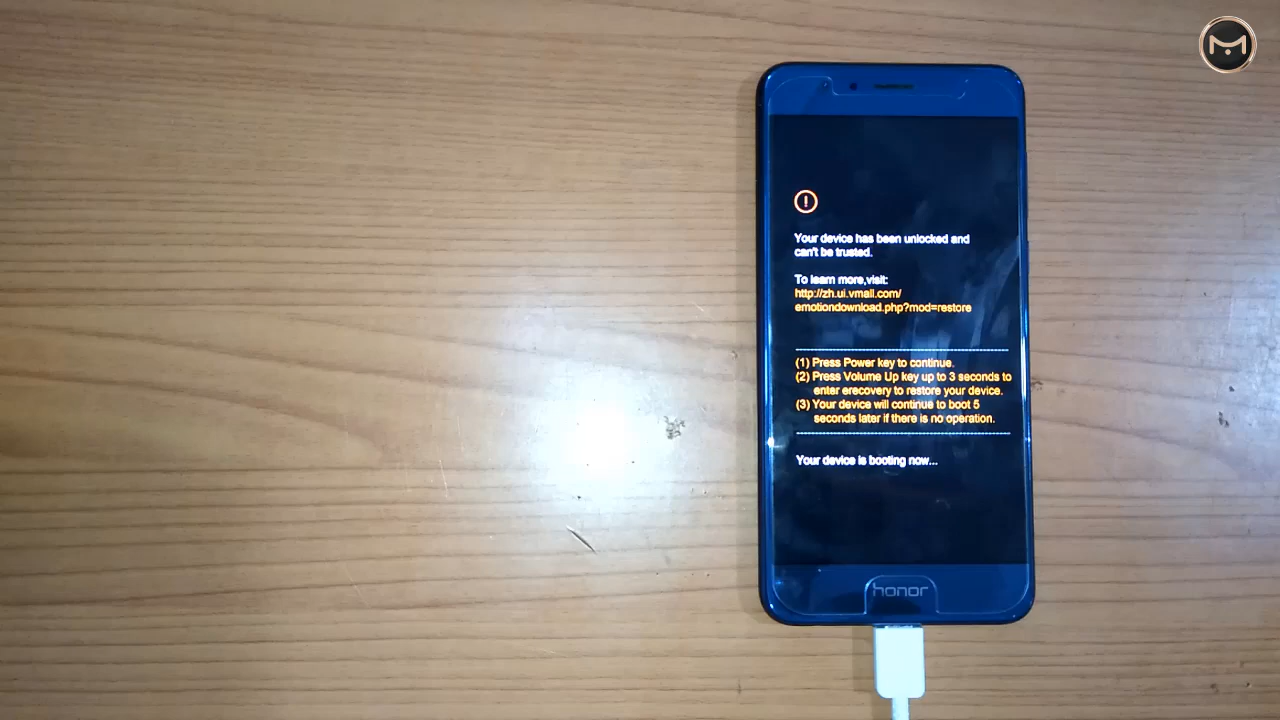 Your device has been unlocked and
can't be trusted.
To learn more,visit:
http://zh.ui.vmall.com/
emotiondownload.php?mod=restore
(1) Press Power key to continue.
(2) Press Volume Up key up to 3 seconds to
enter erecovery to restore your device.
(3) Your device will continue to boot 5
seconds later if there is no operation.
Your device is booting now...
honor